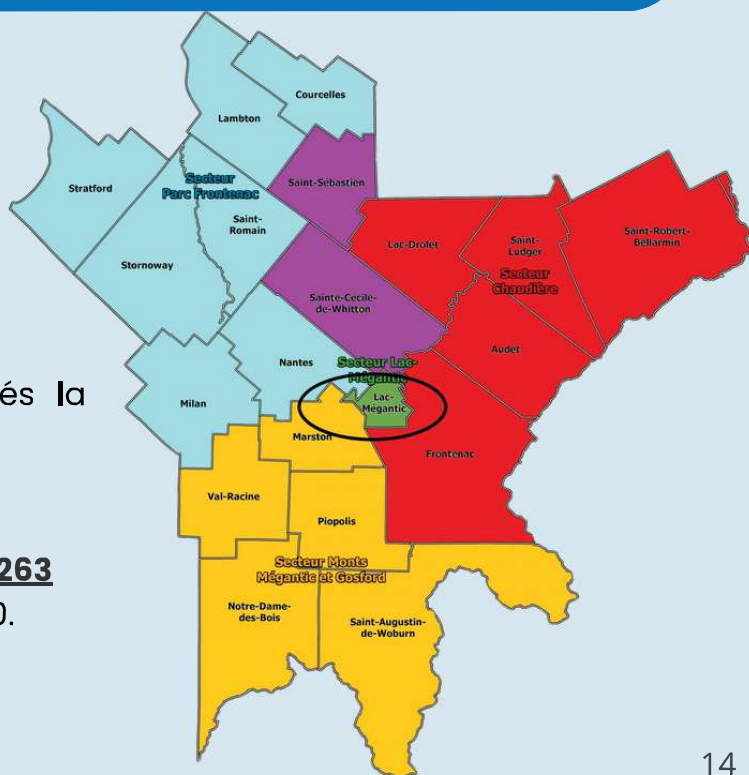 Courcelles
Lambton
Saint-Sébastien
Secteur
Parc Frontenac
Stratford
Saint-
Romain
Stornoway
Lac-Drolet
Saint-
Ludger
Saint-Robert-
Bellarmin
Secteur
Chaudière
Sainte-Cécile-
de-Whitton
Audet
Nantes
Secteur Lac-
Mégantic
Lac-
Mégantic
Milan
és la
Marston
Frontenac
Val-Racine
Piopolis
263
Secteur Monts
Mégantic et Gosford
Notre-Dame-
des-Bois
Saint-Augustin-
de-Woburn
14